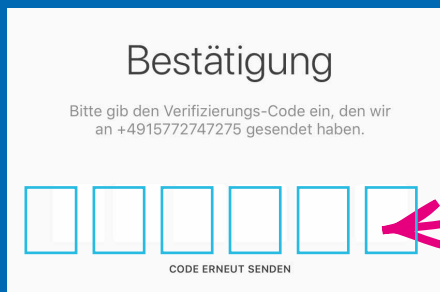 Bestätigung
Bitte gib den Verifizierungs-Code ein, den wir
an +4915772747275 gesendet haben.
CODE ERNEUT SENDEN